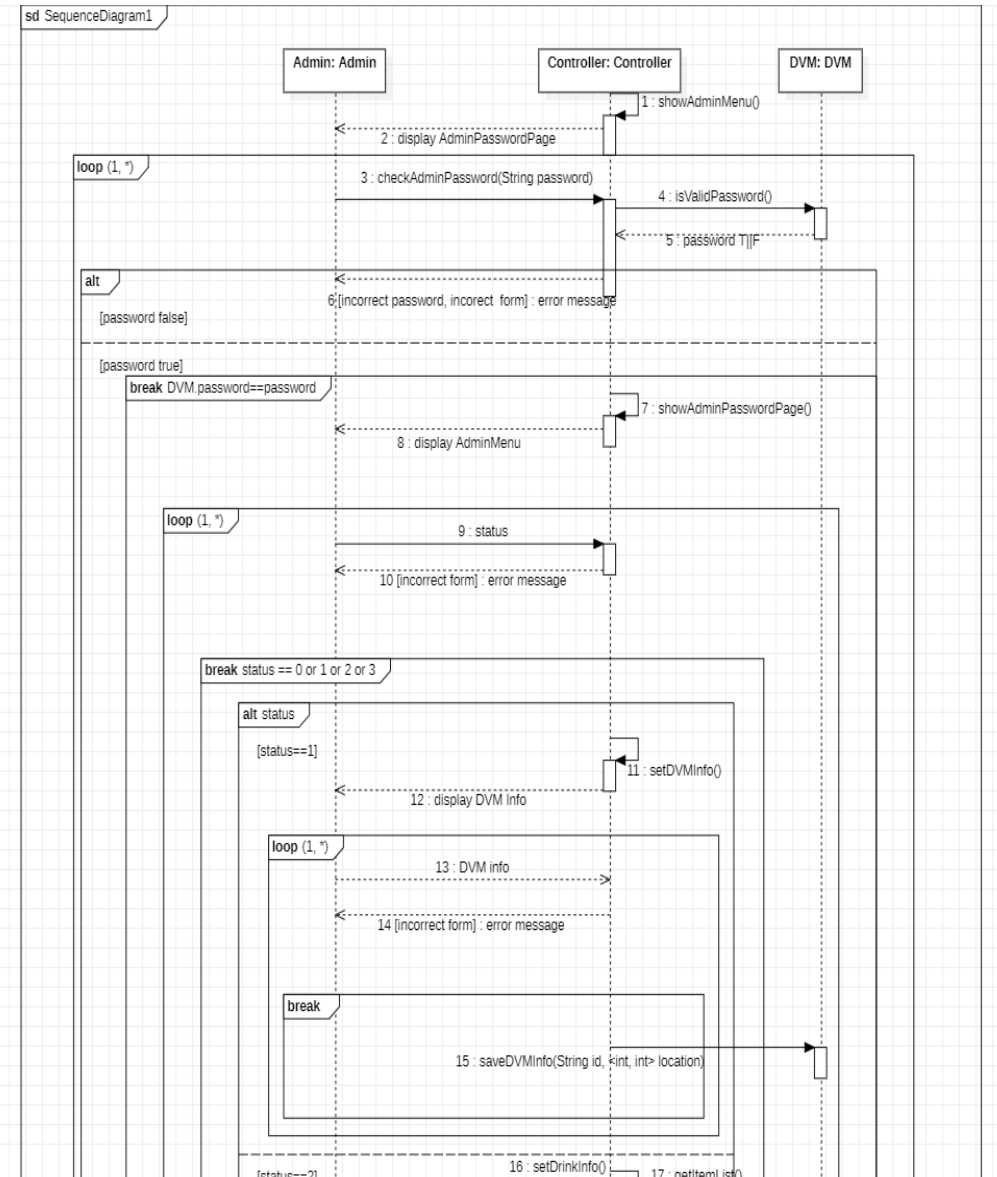 sd SequenceDiagram1
Admin: Admin
Controller: Controller
DVM: DVM
1 : showAdminMenu()
2 : display AdminPasswordPage
loop (1, *)
3 : checkAdminPassword(String password)
4 : isValidPassword()
5 : password T||F
alt
6 [incorrect password, incorect form] : error message
[password false]
[password true]
break DVM.password==password
7 : showAdminPasswordPage()
8 : display AdminMenu
loop (1, *)
9 : status
10 [incorrect form] : error message
break status == 0 or 1 or 2 or 3
alt status
[status==1]
11 : setDVMInfo()
12 : display DVM Info
loop (1, *)
13 : DVM info
14 [incorrect form] : error message
break
15 : saveDVMInfo(String id, <int, int> location)
16 : setDrinkInfo()
17 : getItemList()
[status==2]